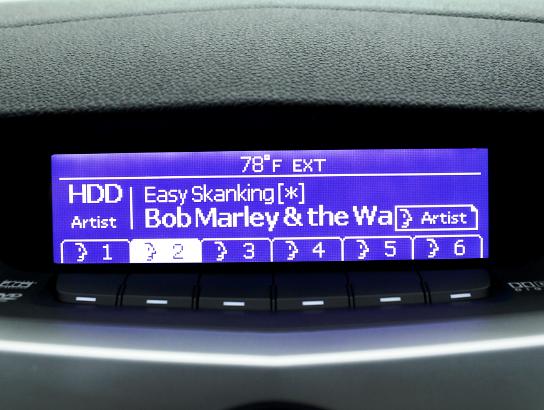 78°F EXT
HDD Easy Skanking [*]
Artist Bob Marley & the Wa Artist
1 2 3 4 5 6